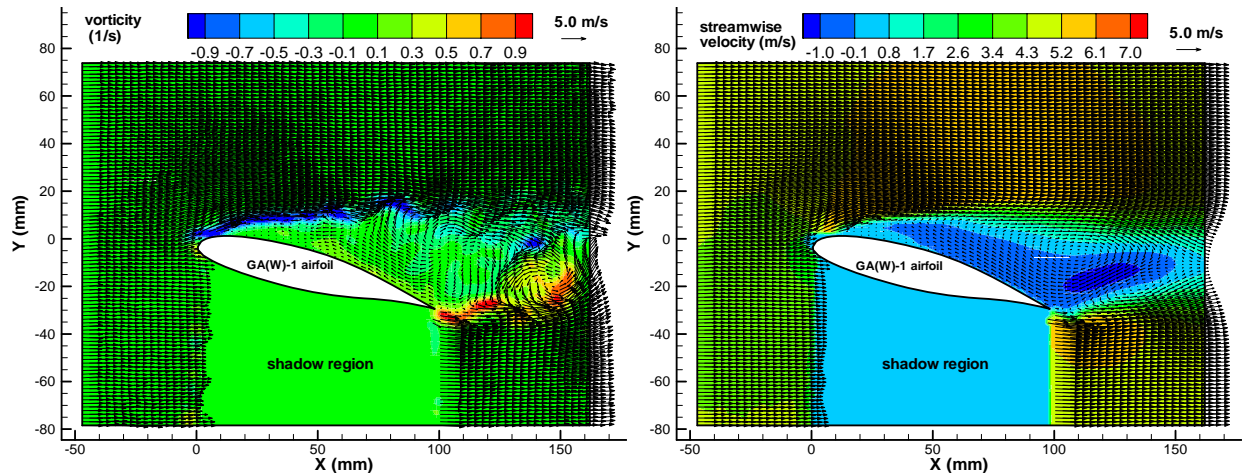 vorticity
(1/s)
-0.9 -0.7 -0.5 -0.3 -0.1 0.1 0.3 0.5 0.7 0.9
5.0 m/s
80
60
40
20
0
-20
-40
-60
-80
Y (mm)
GA(W)-1 airfoil
shadow region
-50 0 50 100 150
X (mm)
streamwise
velocity (m/s)
-1.0 -0.1 0.8 1.7 2.6 3.4 4.3 5.2 6.1 7.0
5.0 m/s
80
60
40
20
0
-20
-40
-60
-80
Y (mm)
GA(W)-1 airfoil
shadow region
-50 0 50 100 150
X (mm)